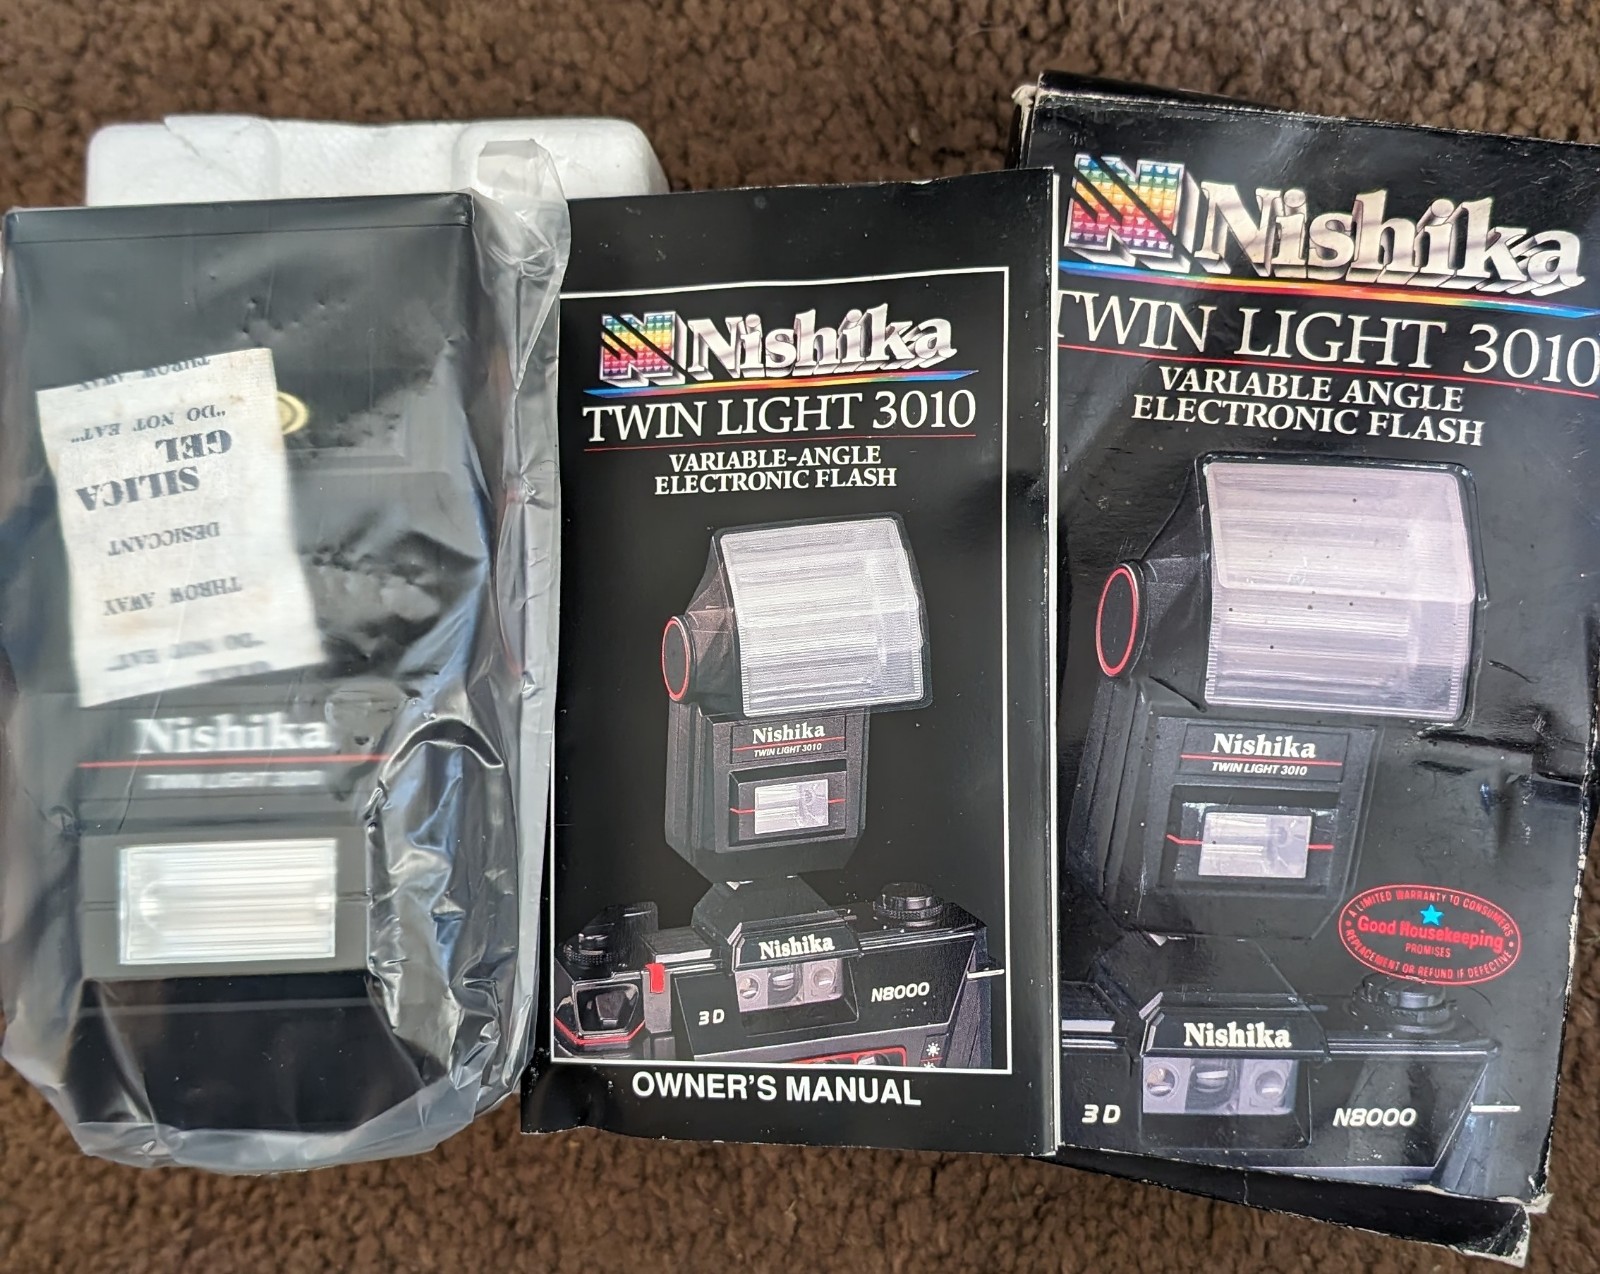 THROW AWAY
"DO NOT EAT"
SILICA
GEL
DESICCANT
THROW AWAY
"DO NOT EAT"
Nishika
TWIN LIGHT 3010
Nishika
TWIN LIGHT 3010
VARIABLE-ANGLE
ELECTRONIC FLASH
Nishika
TWIN LIGHT 3010
Nishika
3D
N8000
OWNER'S MANUAL
Nishika
TWIN LIGHT 3010
VARIABLE ANGLE
ELECTRONIC FLASH
Nishika
TWIN LIGHT 3010
A LIMITED WARRANTY TO CONSUMERS
Good Housekeeping
PROMISES
REPLACEMENT OR REFUND IF DEFECTIVE
Nishika
3D
N8000